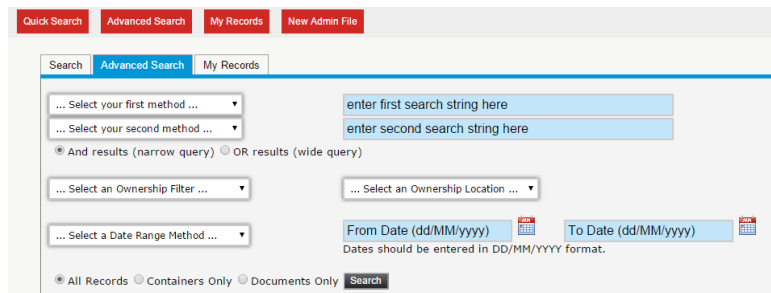 Quick Search Advanced Search My Records New Admin File
Search Advanced Search My Records
... Select your first method ... enter first search string here
... Select your second method ... enter second search string here
And results (narrow query) OR results (wide query)
... Select an Ownership Filter ... ... Select an Ownership Location ...
... Select a Date Range Method ... From Date (dd/MM/yyyy) JAN To Date (dd/MM/yyyy) JAN
Dates should be entered in DD/MM/YYYY format.
All Records Containers Only Documents Only Search